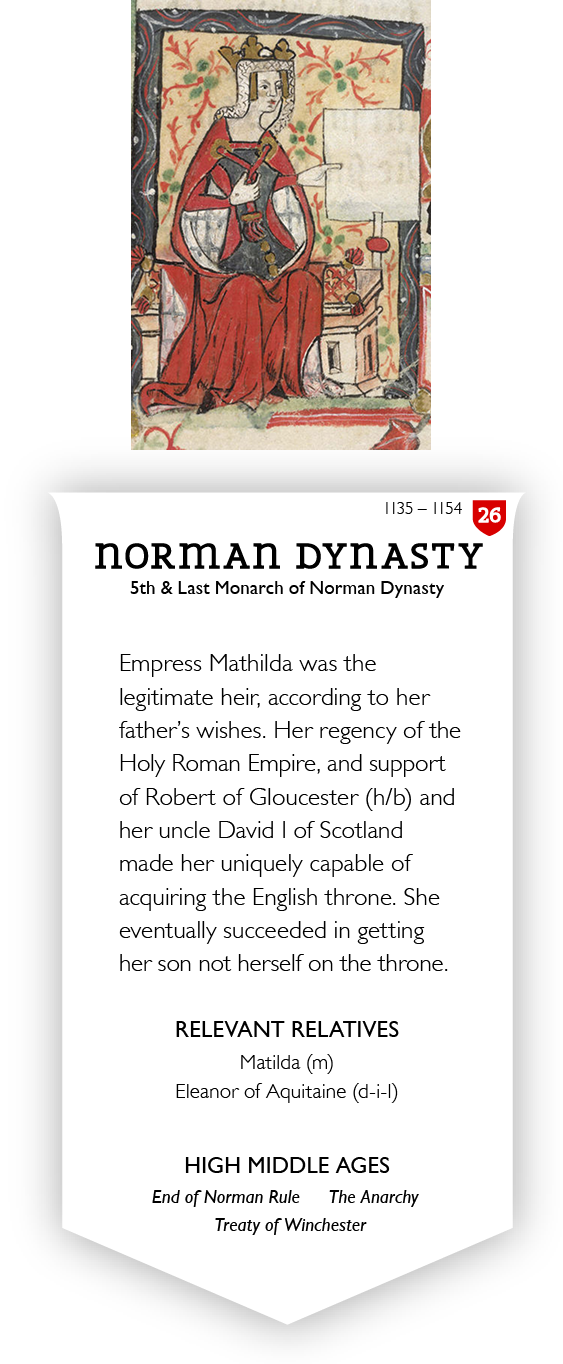 1135 – 1154 26
NORMAN DYNASTY
5th & Last Monarch of Norman Dynasty
Empress Mathilda was the
legitimate heir, according to her
father’s wishes. Her regency of the
Holy Roman Empire, and support
of Robert of Gloucester (h/b) and
her uncle David I of Scotland
made her uniquely capable of
acquiring the English throne. She
eventually succeeded in getting
her son not herself on the throne.
RELEVANT RELATIVES
Matilda (m)
Eleanor of Aquitaine (d-i-l)
HIGH MIDDLE AGES
End of Norman Rule The Anarchy
Treaty of Winchester